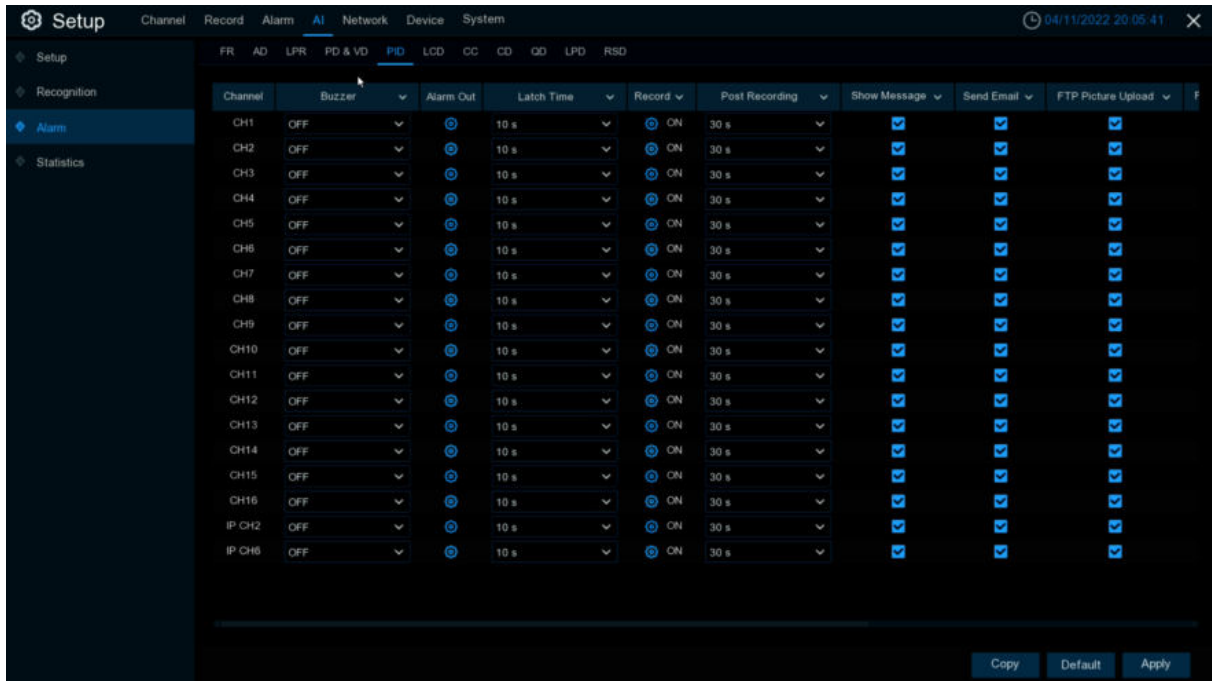 Setup Channel Record Alarm AI Network Device System 04/11/2022 20:05:41
Setup
Recognition
Alarm
Statistics
FR AD LPR PD & VD PID LCD CC CD QD LPD RSD
Channel Buzzer Alarm Out Latch Time Record Post Recording Show Message Send Email FTP Picture Upload F
CH1 OFF 10 s ON 30 s
CH2 OFF 10 s ON 30 s
CH3 OFF 10 s ON 30 s
CH4 OFF 10 s ON 30 s
CH5 OFF 10 s ON 30 s
CH6 OFF 10 s ON 30 s
CH7 OFF 10 s ON 30 s
CH8 OFF 10 s ON 30 s
CH9 OFF 10 s ON 30 s
CH10 OFF 10 s ON 30 s
CH11 OFF 10 s ON 30 s
CH12 OFF 10 s ON 30 s
CH13 OFF 10 s ON 30 s
CH14 OFF 10 s ON 30 s
CH15 OFF 10 s ON 30 s
CH16 OFF 10 s ON 30 s
IP CH2 OFF 10 s ON 30 s
IP CH6 OFF 10 s ON 30 s
Copy Default Apply